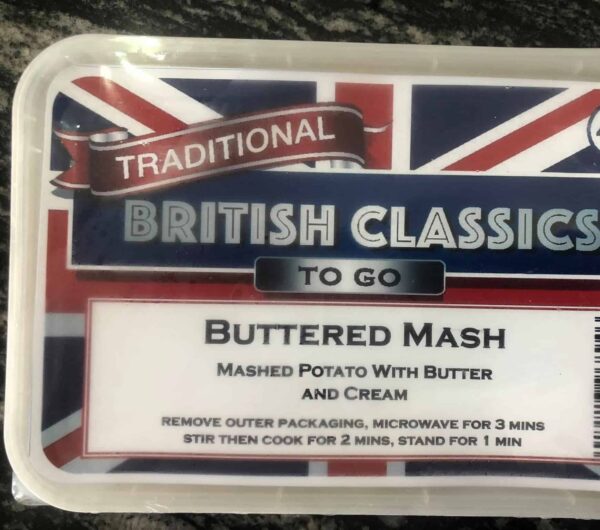 TRADITIONAL
BRITISH CLASSICS
TO GO
BUTTERED MASH
MASHED POTATO WITH BUTTER
AND CREAM
REMOVE OUTER PACKAGING, MICROWAVE FOR 3 MINS
STIR THEN COOK FOR 2 MINS, STAND FOR 1 MIN